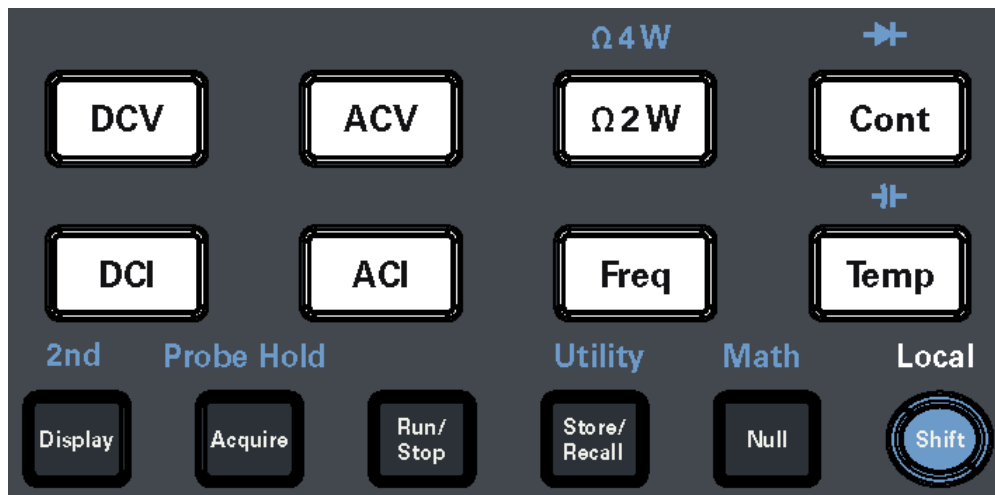 Ω 4 W
DCV ACV Ω 2 W Cont
DCI ACI Freq Temp
2nd Probe Hold Utility Math Local
Display Acquire Run/ Store/ Null Shift
Stop Recall